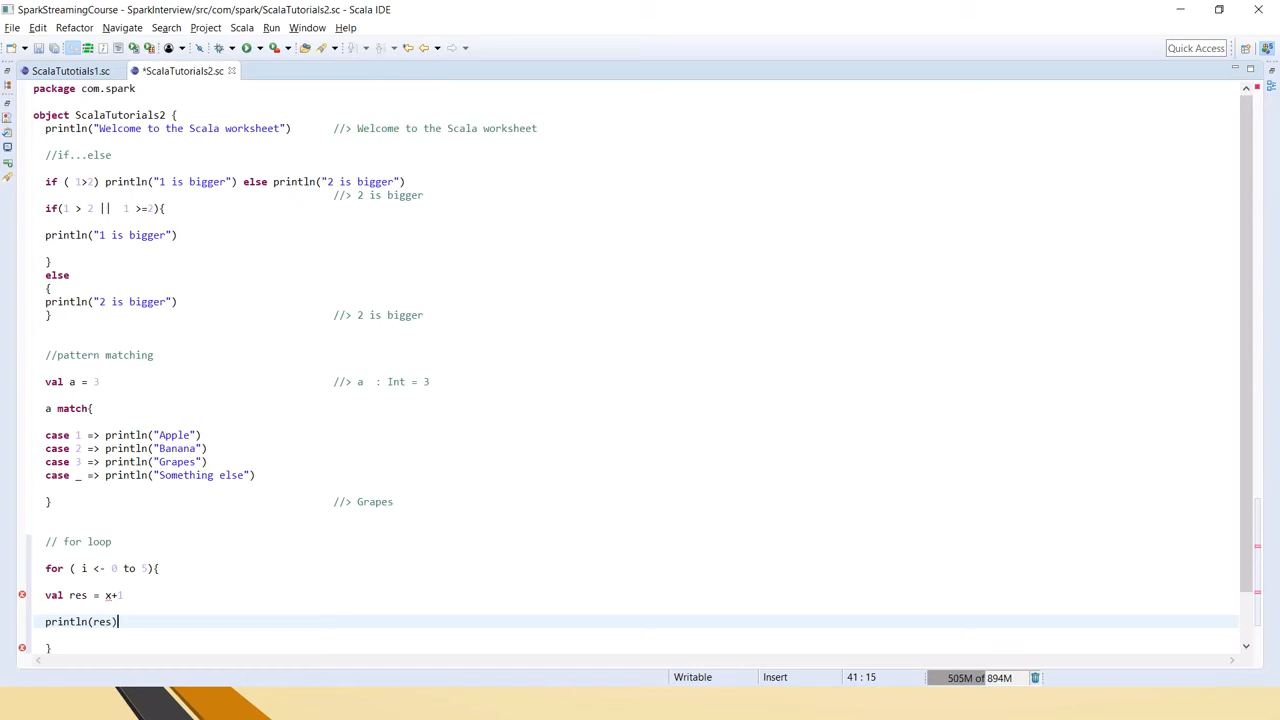 SparkStreamingCourse - SparkInterview/src/com/spark/ScalaTutorials2.sc - Scala IDE
File Edit Refactor Navigate Search Project Scala Run Window Help
Quick Access
ScalaTutotials1.sc *ScalaTutorials2.sc
package com.spark
object ScalaTutorials2 {
println("Welcome to the Scala worksheet") //> Welcome to the Scala worksheet
//if...else
if ( 1>2) println("1 is bigger") else println("2 is bigger")
//> 2 is bigger
if(1 > 2 || 1 >=2){
println("1 is bigger")
}
else
{
println("2 is bigger")
} //> 2 is bigger
//pattern matching
val a = 3 //> a : Int = 3
a match{
case 1 => println("Apple")
case 2 => println("Banana")
case 3 => println("Grapes")
case _ => println("Something else")
} //> Grapes
// for loop
for ( i <- 0 to 5){
val res = x+1
println(res)
}
Writable Insert 41 : 15 505M of 894M